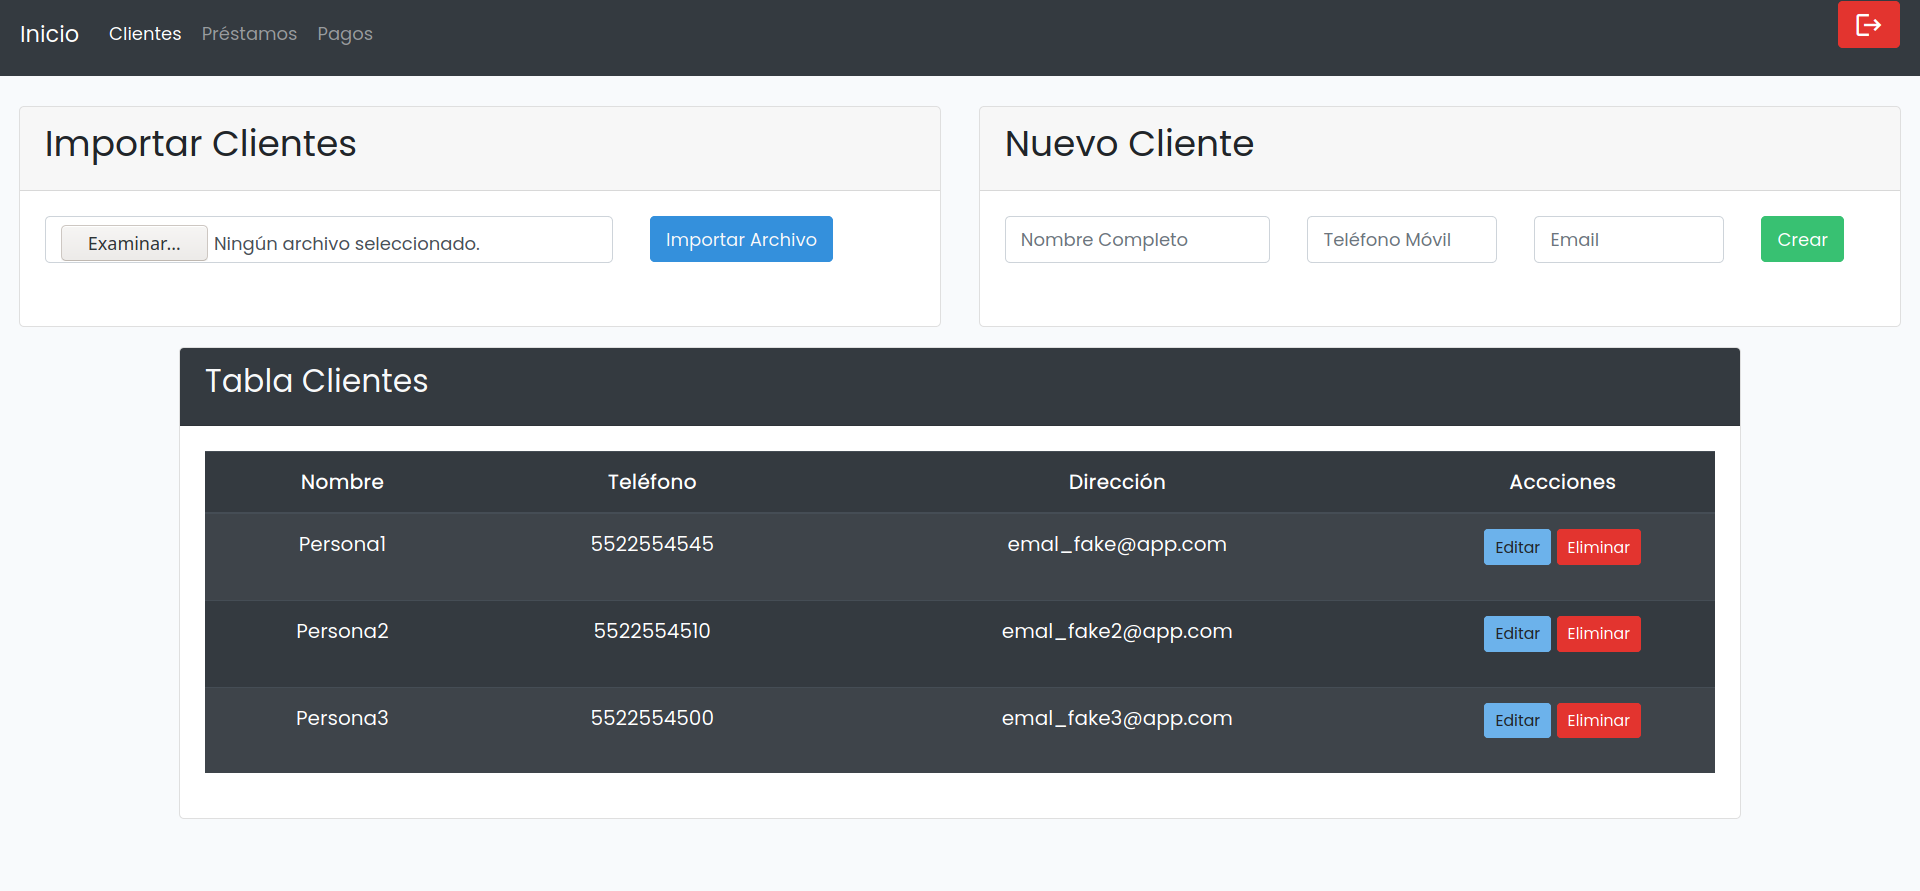 Inicio Clientes Préstamos Pagos
Importar Clientes
Examinar... Ningún archivo seleccionado. Importar Archivo
Nuevo Cliente
Nombre Completo Teléfono Móvil Email Crear
Tabla Clientes
Nombre Teléfono Dirección Accciones
Persona1 5522554545 emal_fake@app.com Editar Eliminar
Persona2 5522554510 emal_fake2@app.com Editar Eliminar
Persona3 5522554500 emal_fake3@app.com Editar Eliminar